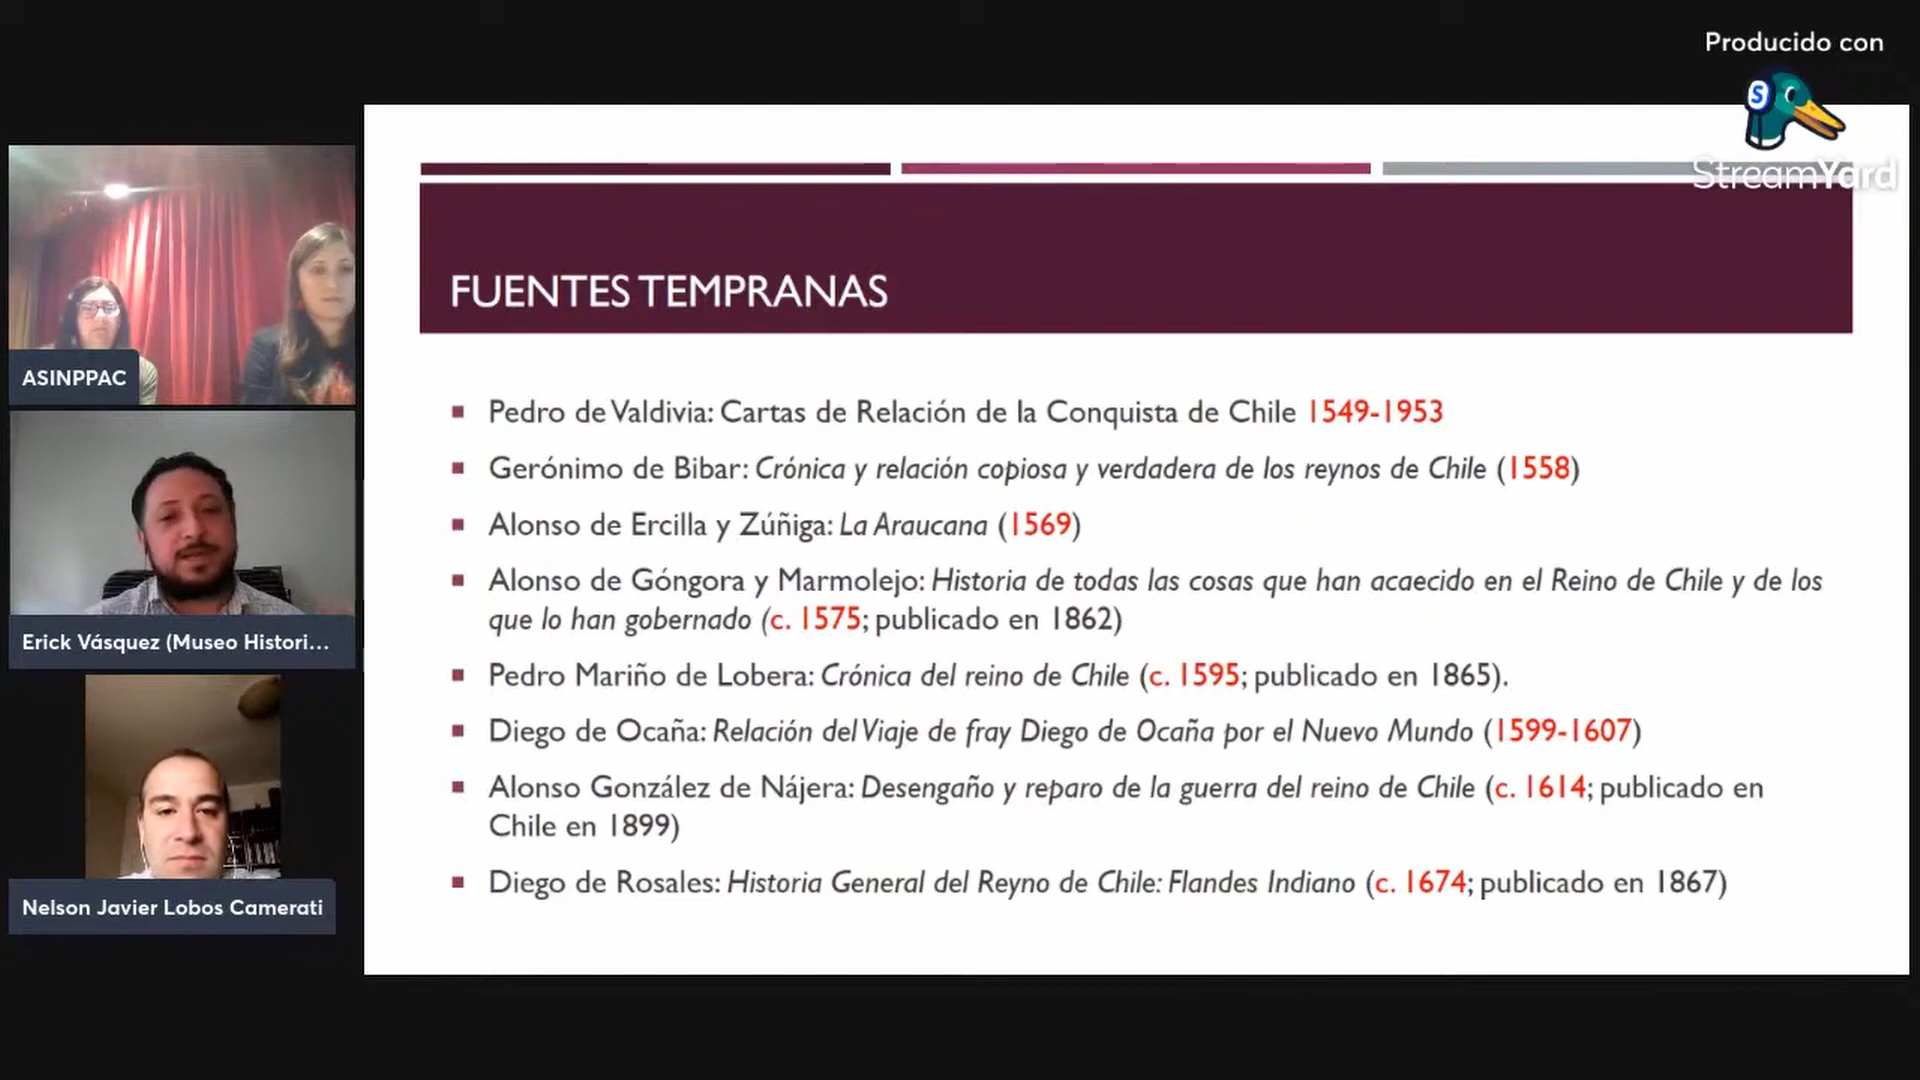 Producido con
StreamYard
ASINPPAC
Erick Vásquez (Museo Histori...
Nelson Javier Lobos Camerati
FUENTES TEMPRANAS
Pedro de Valdivia: Cartas de Relación de la Conquista de Chile 1549-1953
Gerónimo de Bibar: Crónica y relación copiosa y verdadera de los reynos de Chile (1558)
Alonso de Ercilla y Zúñiga: La Araucana (1569)
Alonso de Góngora y Marmolejo: Historia de todas las cosas que han acaecido en el Reino de Chile y de los
que lo han gobernado (c. 1575; publicado en 1862)
Pedro Mariño de Lobera: Crónica del reino de Chile (c. 1595; publicado en 1865).
Diego de Ocaña: Relación del Viaje de fray Diego de Ocaña por el Nuevo Mundo (1599-1607)
Alonso González de Nájera: Desengaño y reparo de la guerra del reino de Chile (c. 1614; publicado en
Chile en 1899)
Diego de Rosales: Historia General del Reyno de Chile: Flandes Indiano (c. 1674; publicado en 1867)